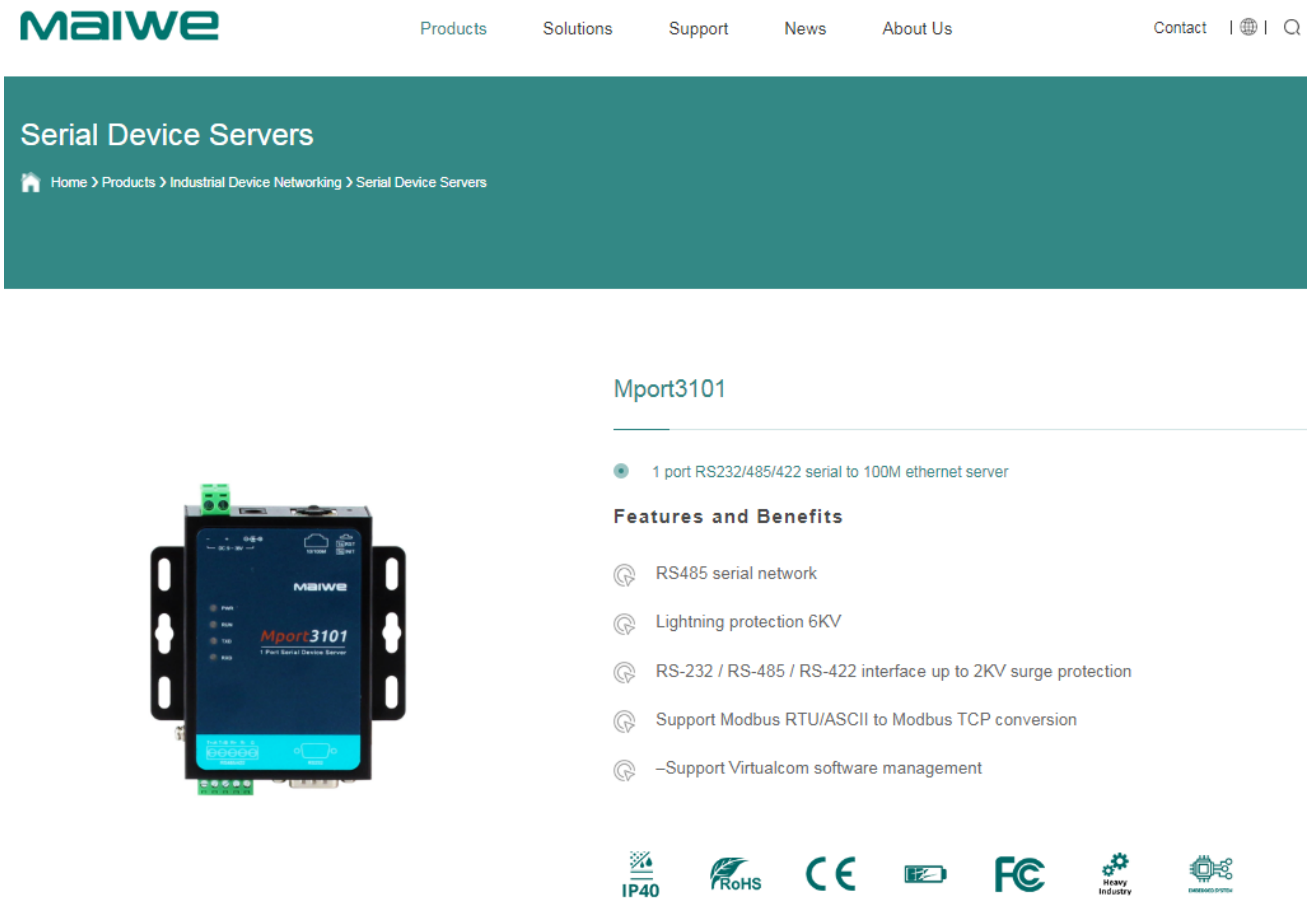 Maiwe
Products Solutions Support News About Us Contact
Serial Device Servers
Home > Products > Industrial Device Networking > Serial Device Servers
Mport3101
1 port RS232/485/422 serial to 100M ethernet server
Features and Benefits
RS485 serial network
Lightning protection 6KV
RS-232 / RS-485 / RS-422 interface up to 2KV surge protection
Support Modbus RTU/ASCII to Modbus TCP conversion
–Support Virtualcom software management
10/100M
Maiwe
PWR
RUN
TXD
RXD
Mport3101
1 Port Serial Device Server
IP40
RoHS
CE
FC
Heavy
Industry
EMBEDDED SYSTEM